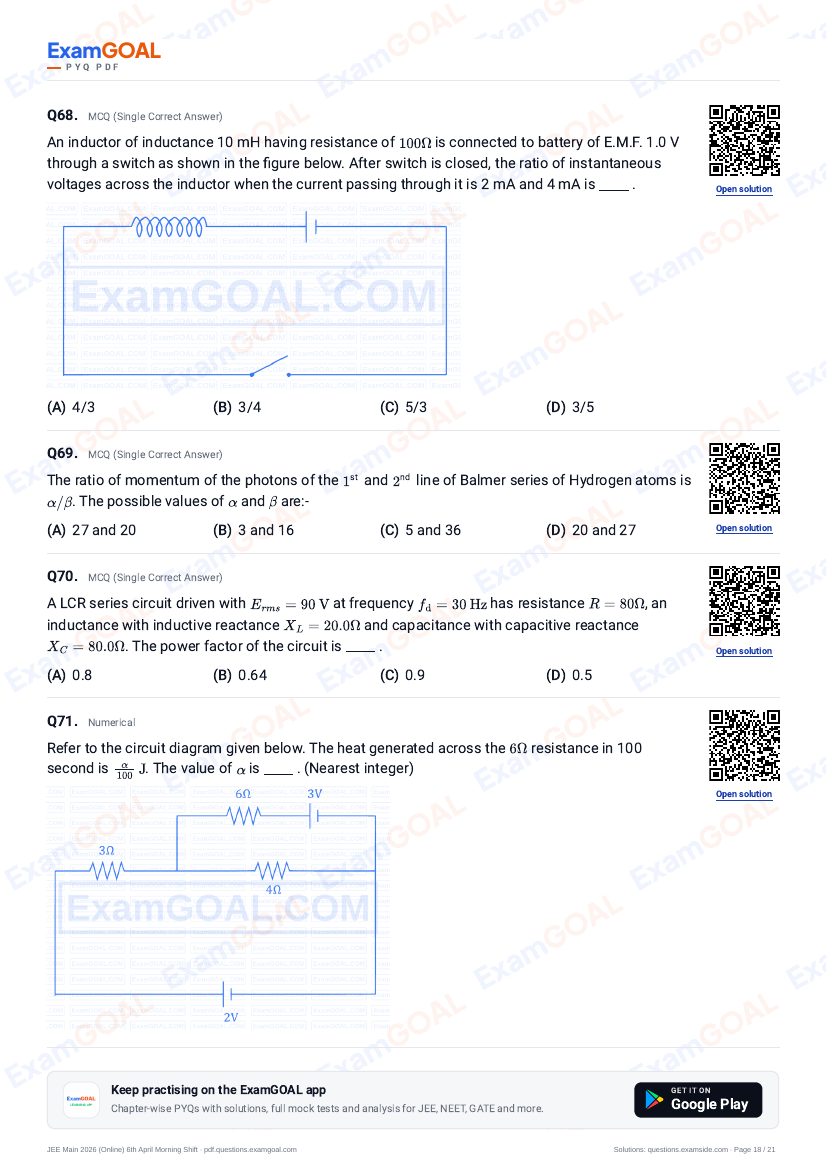 ExamGOAL
PYQ PDF
Q68. MCQ (Single Correct Answer)
An inductor of inductance 10 mH having resistance of 100Ω is connected to battery of E.M.F. 1.0 V
through a switch as shown in the figure below. After switch is closed, the ratio of instantaneous
voltages across the inductor when the current passing through it is 2 mA and 4 mA is ____ .
Open solution
ExamGOAL.COM
(A) 4/3 (B) 3/4 (C) 5/3 (D) 3/5
Q69. MCQ (Single Correct Answer)
The ratio of momentum of the photons of the 1st and 2nd line of Balmer series of Hydrogen atoms is
α/β. The possible values of α and β are:-
(A) 27 and 20 (B) 3 and 16 (C) 5 and 36 (D) 20 and 27
Open solution
Q70. MCQ (Single Correct Answer)
A LCR series circuit driven with E_rms = 90 V at frequency f_d = 30 Hz has resistance R = 80Ω, an
inductance with inductive reactance X_L = 20.0Ω and capacitance with capacitive reactance
X_C = 80.0Ω. The power factor of the circuit is ____ .
Open solution
(A) 0.8 (B) 0.64 (C) 0.9 (D) 0.5
Q71. Numerical
Refer to the circuit diagram given below. The heat generated across the 6Ω resistance in 100
second is α/100 J. The value of α is ____ . (Nearest integer)
Open solution
6Ω 3V
3Ω
4Ω
ExamGOAL.COM
2V
Keep practising on the ExamGOAL app
Chapter-wise PYQs with solutions, full mock tests and analysis for JEE, NEET, GATE and more.
GET IT ON
Google Play
JEE Main 2026 (Online) 6th April Morning Shift · pdf.questions.examgoal.com
Solutions: questions.examside.com · Page 18 / 21